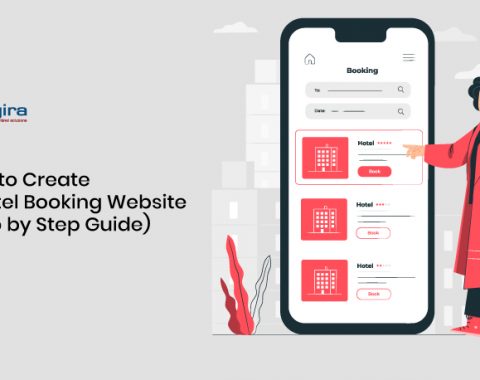 gira
to Create
tel Booking Website
by Step Guide)
Booking
To:
Date:
Hotel
Book
Hotel
Book
Hotel
Book